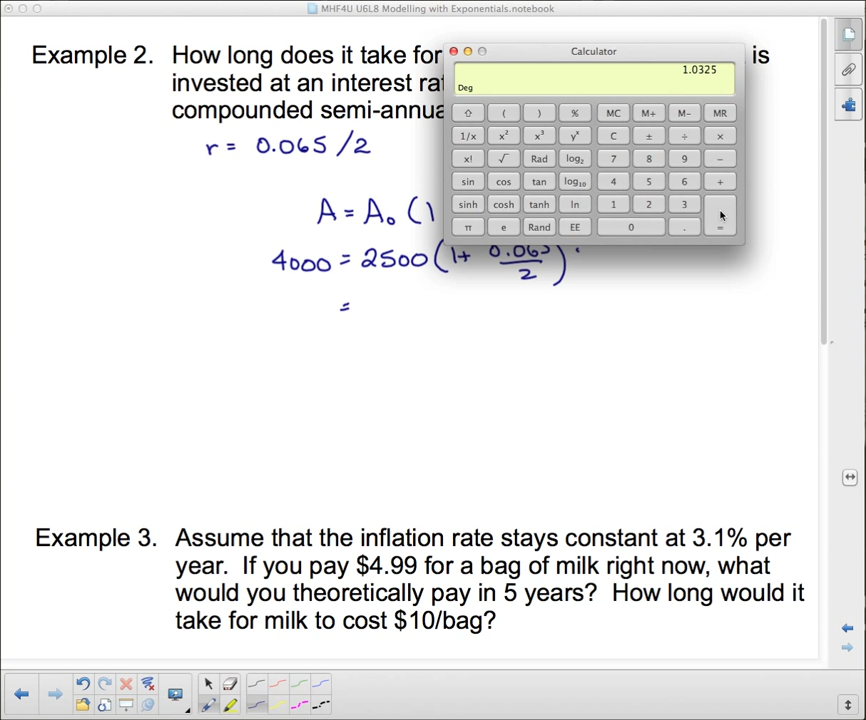 MHF4U U6L8 Modelling with Exponentials.notebook
Example 2. How long does it take for is
invested at an interest
compounded semi-annua
r = 0.065 / 2
A = A₀ (1
4000 = 2500 (1 + 0.065/2)
=
Calculator
1.0325
Deg
( ) % MC M+ M− MR
1/x x² x³ yˣ C ± ÷ ×
x! √ Rad log₂ 7 8 9 −
sin cos tan log₁₀ 4 5 6 +
sinh cosh tanh ln 1 2 3
π e Rand EE 0 . =
Example 3. Assume that the inflation rate stays constant at 3.1% per
year. If you pay $4.99 for a bag of milk right now, what
would you theoretically pay in 5 years? How long would it
take for milk to cost $10/bag?